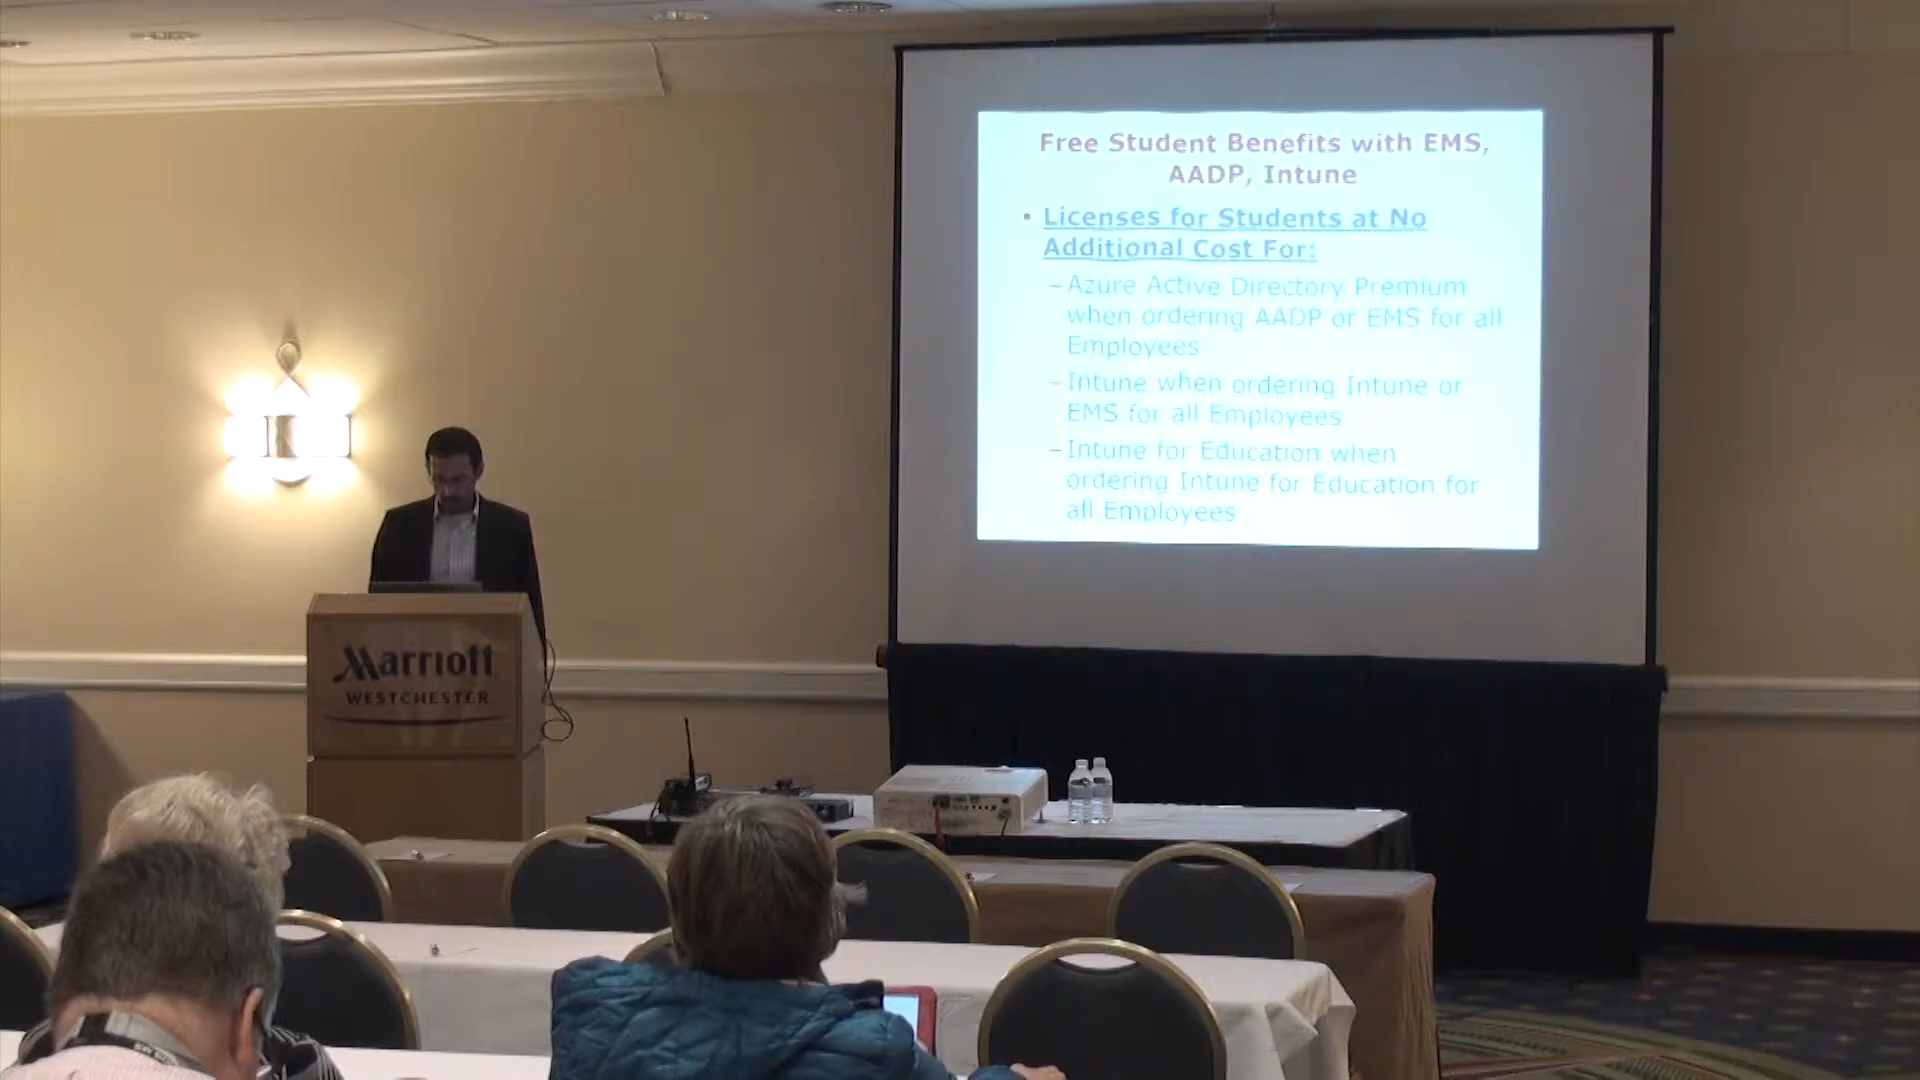 Free Student Benefits with EMS,
AADP, Intune
▪ Licenses for Students at No
Additional Cost For:
– Azure Active Directory Premium
when ordering AADP or EMS for all
Employees
– Intune when ordering Intune or
EMS for all Employees
– Intune for Education when
ordering Intune for Education for
all Employees
Marriott
WESTCHESTER